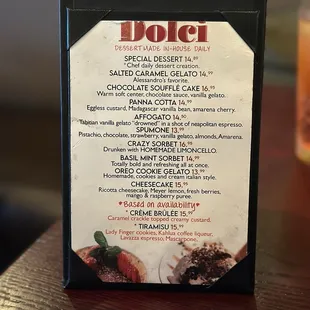 Dolci
DESSERT MADE IN-HOUSE DAILY
SPECIAL DESSERT 14.99
* Chef daily dessert creation.
SALTED CARAMEL GELATO 14.99
Alessandro's favorite.
CHOCOLATE SOUFFLÉ CAKE 16.99
Warm soft center, chocolate sauce, vanilla gelato.
PANNA COTTA 14.99
Eggless custard, Madagascar vanilla bean, amarena cherry.
AFFOGATO 14.50
Tahitian vanilla gelato "drowned" in a shot of neapolitan espresso.
SPUMONE 13.99
Pistachio, chocolate, strawberry, vanilla gelato, almonds, Amarena.
CRAZY SORBET 14.99
Drunken with HOMEMADE LIMONCELLO.
BASIL MINT SORBET 14.99
Totally bold and refreshing all at once.
OREO COOKIE GELATO 13.99
Homemade, cookies and cream italian style.
CHEESECAKE 15.99
Ricotta cheesecake, Meyer lemon, fresh berries,
mango & raspberry puree.
*Based on availability*
* CRÈME BRÛLÉE 15.99
Caramel crackle topped creamy custard.
* TIRAMISU 15.99
Lady Finger cookies, Kahlua coffee liqueur,
Lavazza espresso, Mascarpone.